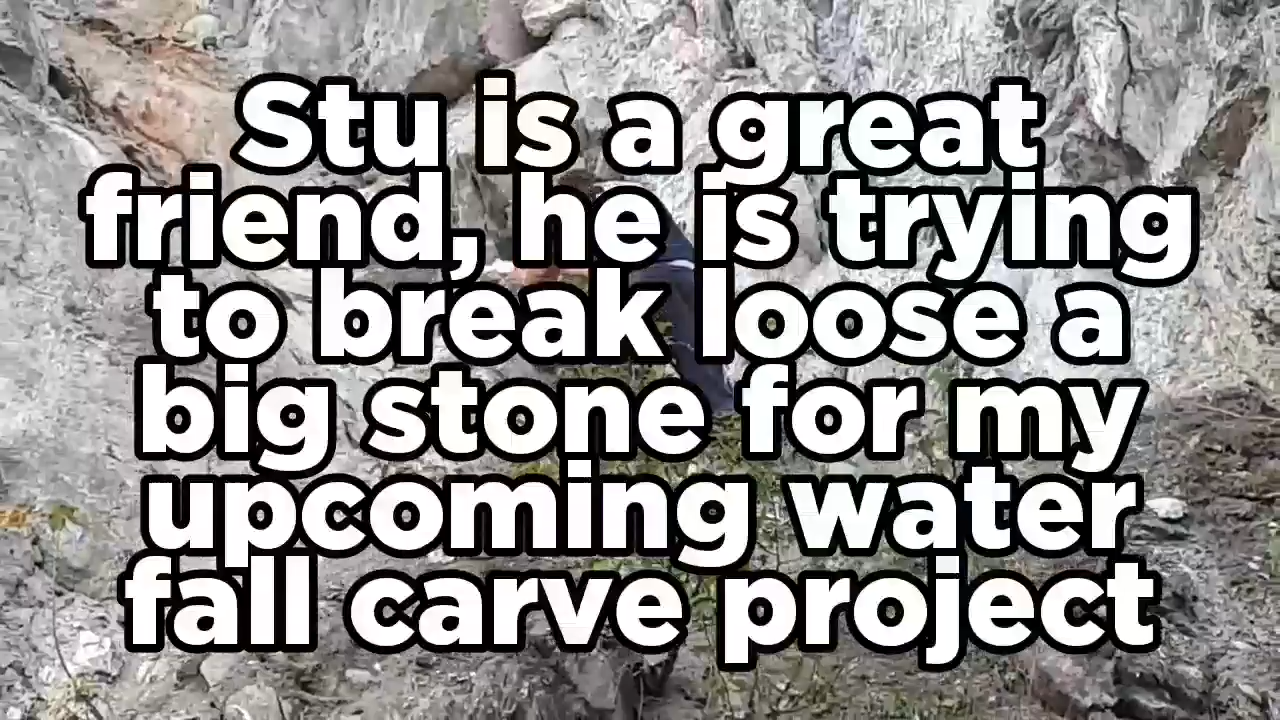 Stu is a great
friend, he is trying
to break loose a
big stone for my
upcoming water
fall carve project